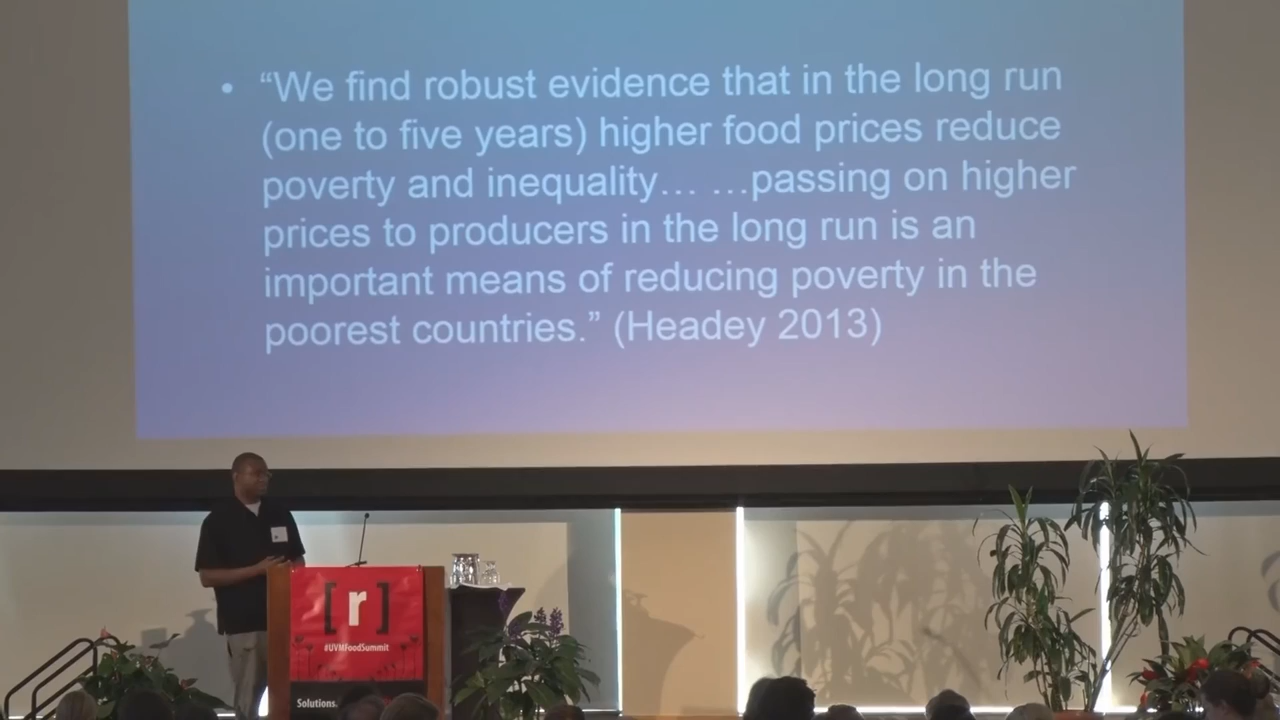 • “We find robust evidence that in the long run
(one to five years) higher food prices reduce
poverty and inequality… …passing on higher
prices to producers in the long run is an
important means of reducing poverty in the
poorest countries.” (Headey 2013)
[r]
#UVMFoodSummit
Solutions.